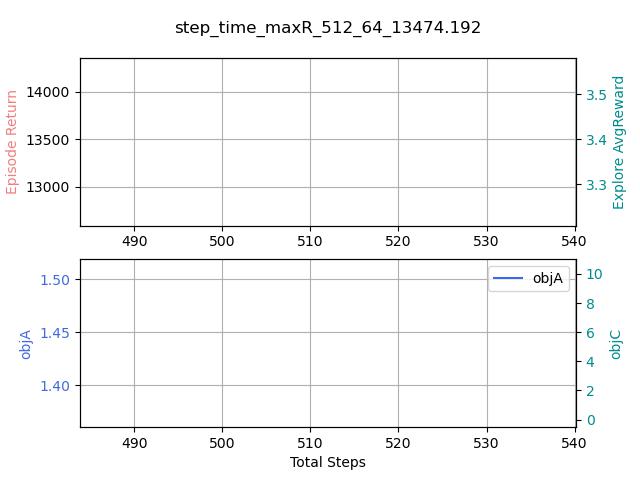 step_time_maxR_512_64_13474.192
14000
13500
13000
Episode Return
3.5
3.4
3.3
Explore AvgReward
490 500 510 520 530 540
objA
1.50
1.45
1.40
objA
10
8
6
4
2
0
objC
490 500 510 520 530 540
Total Steps